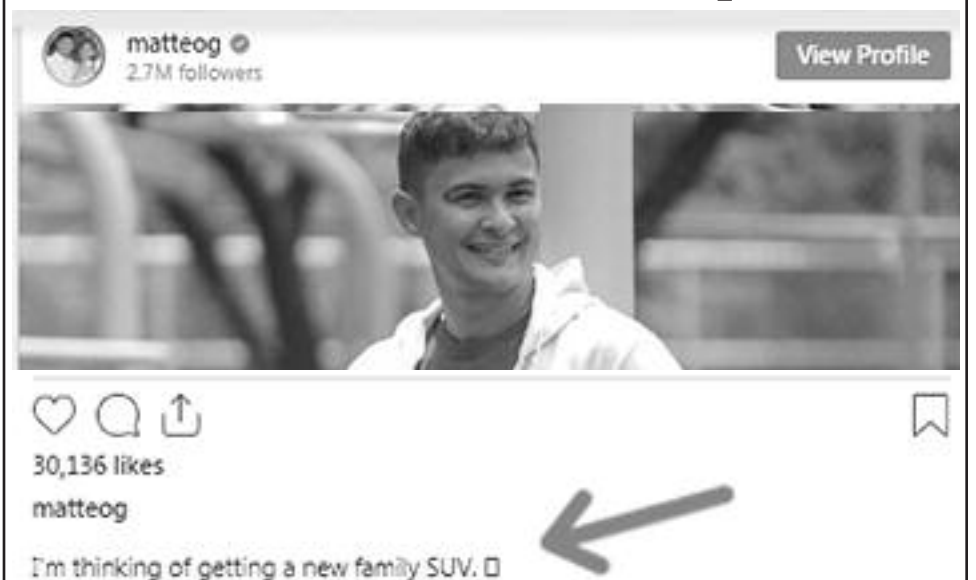 matteog
2.7M followers
View Profile
30,136 likes
matteog
I'm thinking of getting a new family SUV.